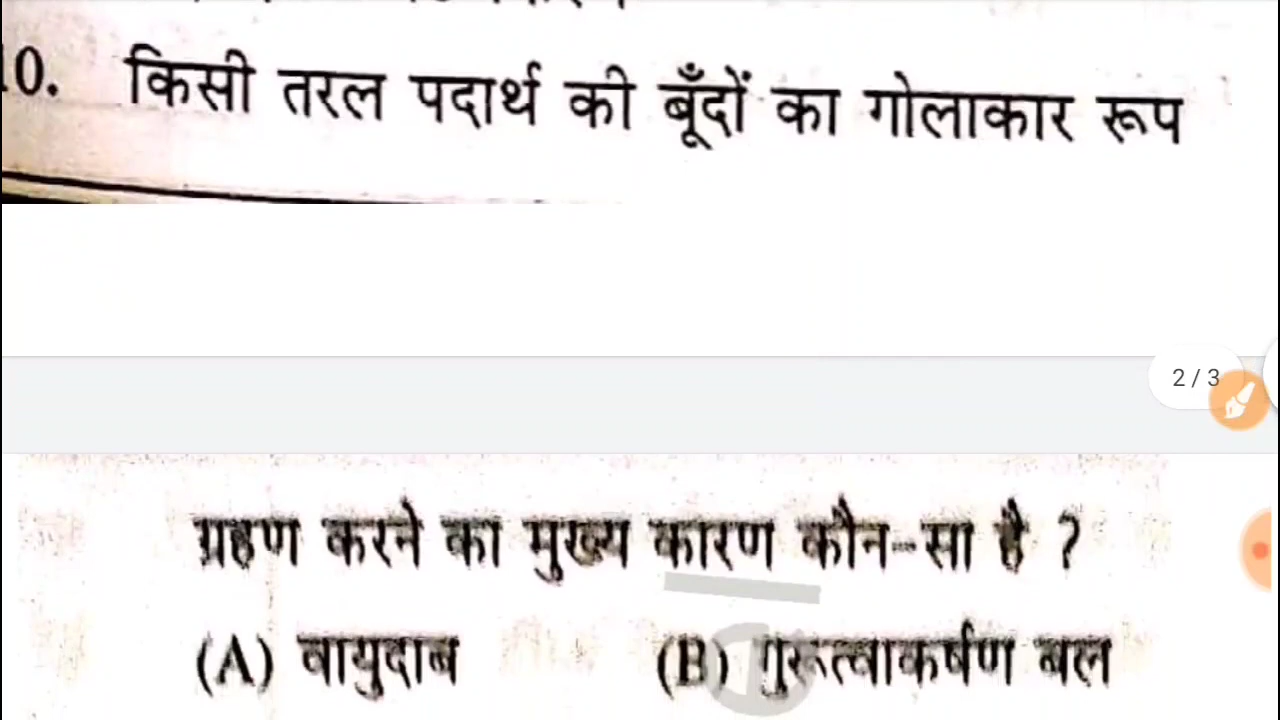 10. किसी तरल पदार्थ की बूँदों का गोलाकार रूप
2 / 3
ग्रहण करने का मुख्य कारण कौन-सा है ?
(A) वायुदाब (B) गुरूत्वाकर्षण बल